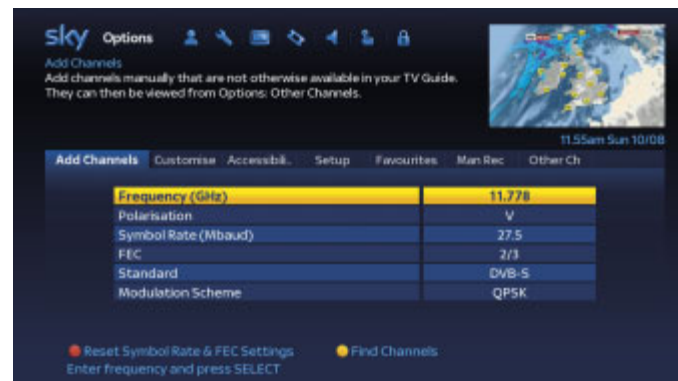 sky Options
Add Channels
Add channels manually that are not otherwise available in your TV Guide.
They can then be viewed from Options: Other Channels.
11.55am Sun 10/08
Add Channels Customise Accessibili.. Setup Favourites Man Rec Other Ch
Frequency (GHz) 11.778
Polarisation V
Symbol Rate (Mbaud) 27.5
FEC 2/3
Standard DVB-S
Modulation Scheme QPSK
Reset Symbol Rate & FEC Settings Find Channels
Enter frequency and press SELECT